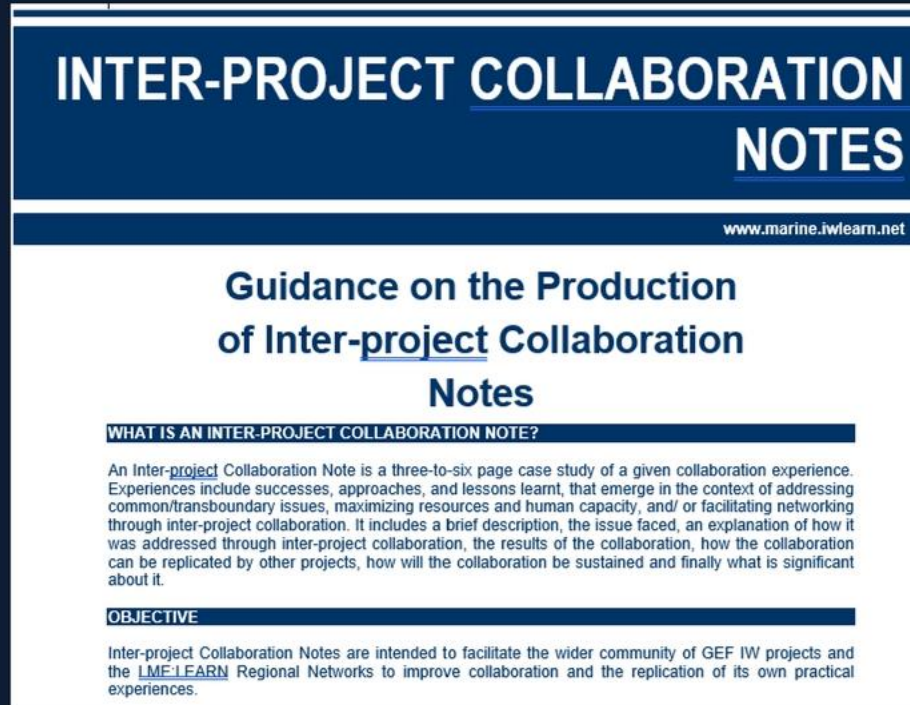 INTER-PROJECT COLLABORATION
NOTES
www.marine.iwlearn.net
Guidance on the Production
of Inter-project Collaboration
Notes
WHAT IS AN INTER-PROJECT COLLABORATION NOTE?
An Inter-project Collaboration Note is a three-to-six page case study of a given collaboration experience.
Experiences include successes, approaches, and lessons learnt, that emerge in the context of addressing
common/transboundary issues, maximizing resources and human capacity, and/ or facilitating networking
through inter-project collaboration. It includes a brief description, the issue faced, an explanation of how it
was addressed through inter-project collaboration, the results of the collaboration, how the collaboration
can be replicated by other projects, how will the collaboration be sustained and finally what is significant
about it.
OBJECTIVE
Inter-project Collaboration Notes are intended to facilitate the wider community of GEF IW projects and
the LME:LEARN Regional Networks to improve collaboration and the replication of its own practical
experiences.